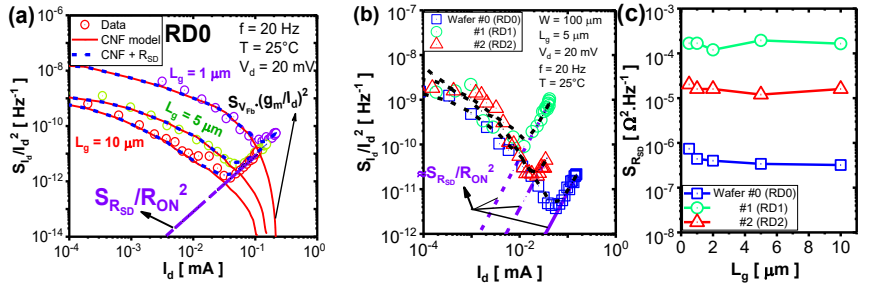 (a)
Data
CNF model
CNF + R_SD
RD0
f = 20 Hz
T = 25°C
V_d = 20 mV
L_g = 1 μm
L_g = 5 μm
L_g = 10 μm
S_VFb*(g_m/I_d)^2
S_RSD/R_ON^2
S_Id/I_d^2 [ Hz^-1 ]
10^-6
10^-8
10^-10
10^-12
10^-14
10^-4 10^-3 10^-2 10^-1 10^0
I_d [ mA ]
(b)
Wafer #0 (RD0)
#1 (RD1)
#2 (RD2)
W = 100 μm
L_g = 5 μm
V_d = 20 mV
f = 20 Hz
T = 25°C
≈S_RSD/R_ON^2
S_Id/I_d^2 [ Hz^-1 ]
10^-7
10^-8
10^-9
10^-10
10^-11
10^-12
10^-4 10^-3 10^-2 10^-1 10^0
I_d [ mA ]
(c)
S_RSD [ Ω^2.Hz^-1 ]
10^-3
10^-4
10^-5
10^-6
10^-7
10^-8
Wafer #0 (RD0)
#1 (RD1)
#2 (RD2)
0 2 4 6 8 10
L_g [ μm ]